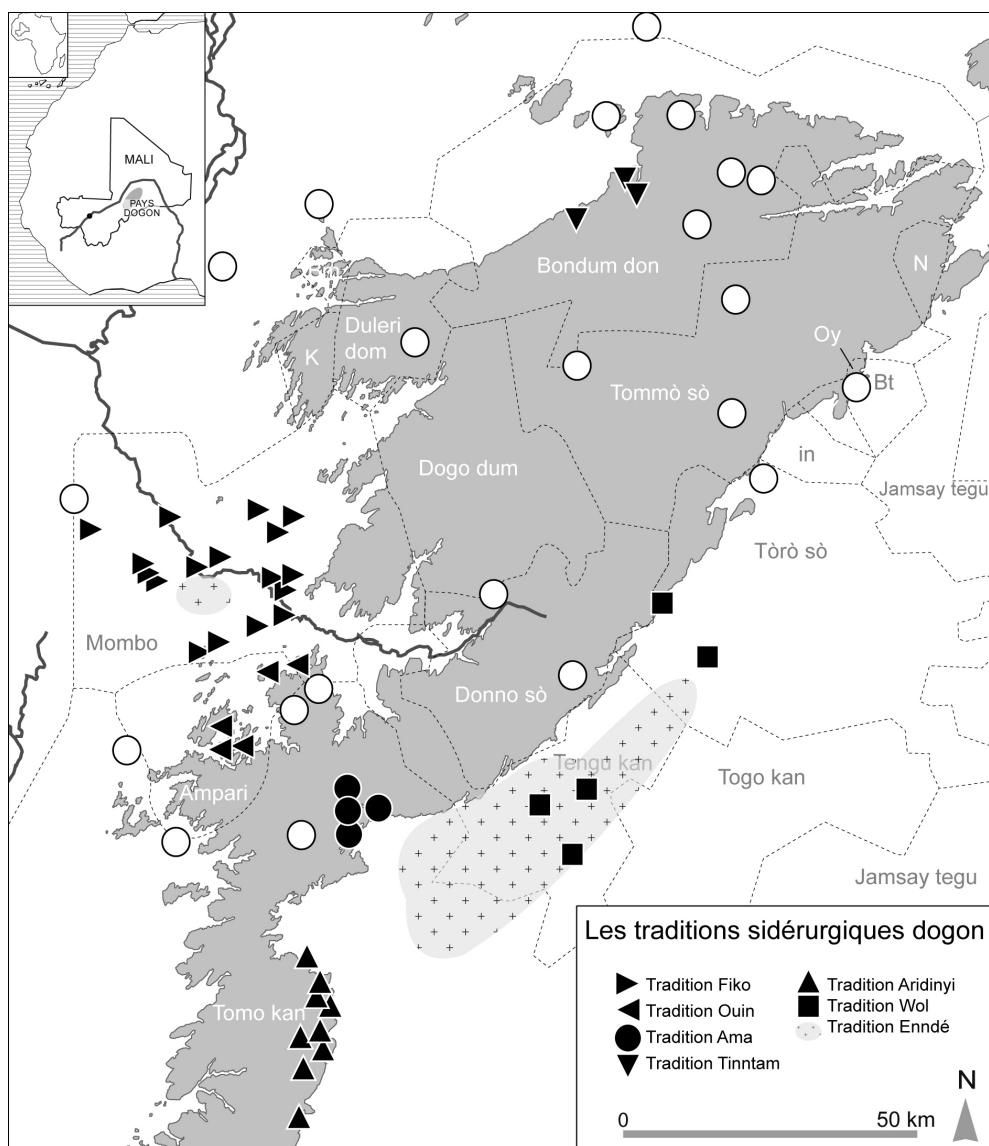 MALI
PAYS
DOGON
Bondum don
N
Duleri
dom
K
Oy
Bt
Tommò sò
Dogo dum
in
Jamsay tegu
Tòrò sò
Mombo
Donno sò
Tengu kan
Togo kan
Ampari
Jamsay tegu
Tomo kan
Les traditions sidérurgiques dogon
Tradition Fiko
Tradition Ouin
Tradition Ama
Tradition Tinntam
Tradition Aridinyi
Tradition Wol
Tradition Enndé
N
0
50 km